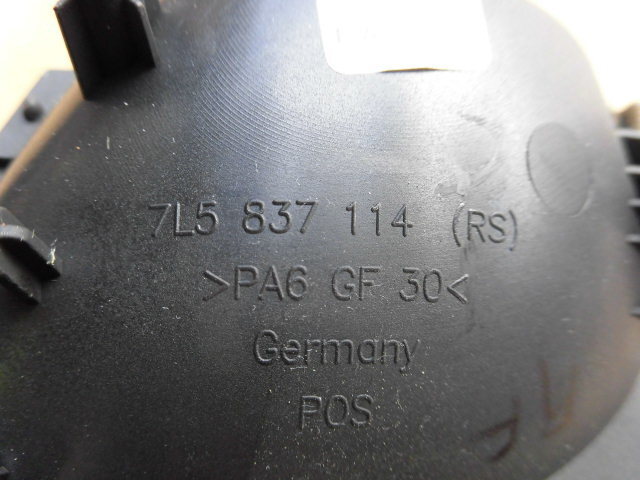 7L5 837 114 (RS)
>PA6 GF 30<
Germany
POS